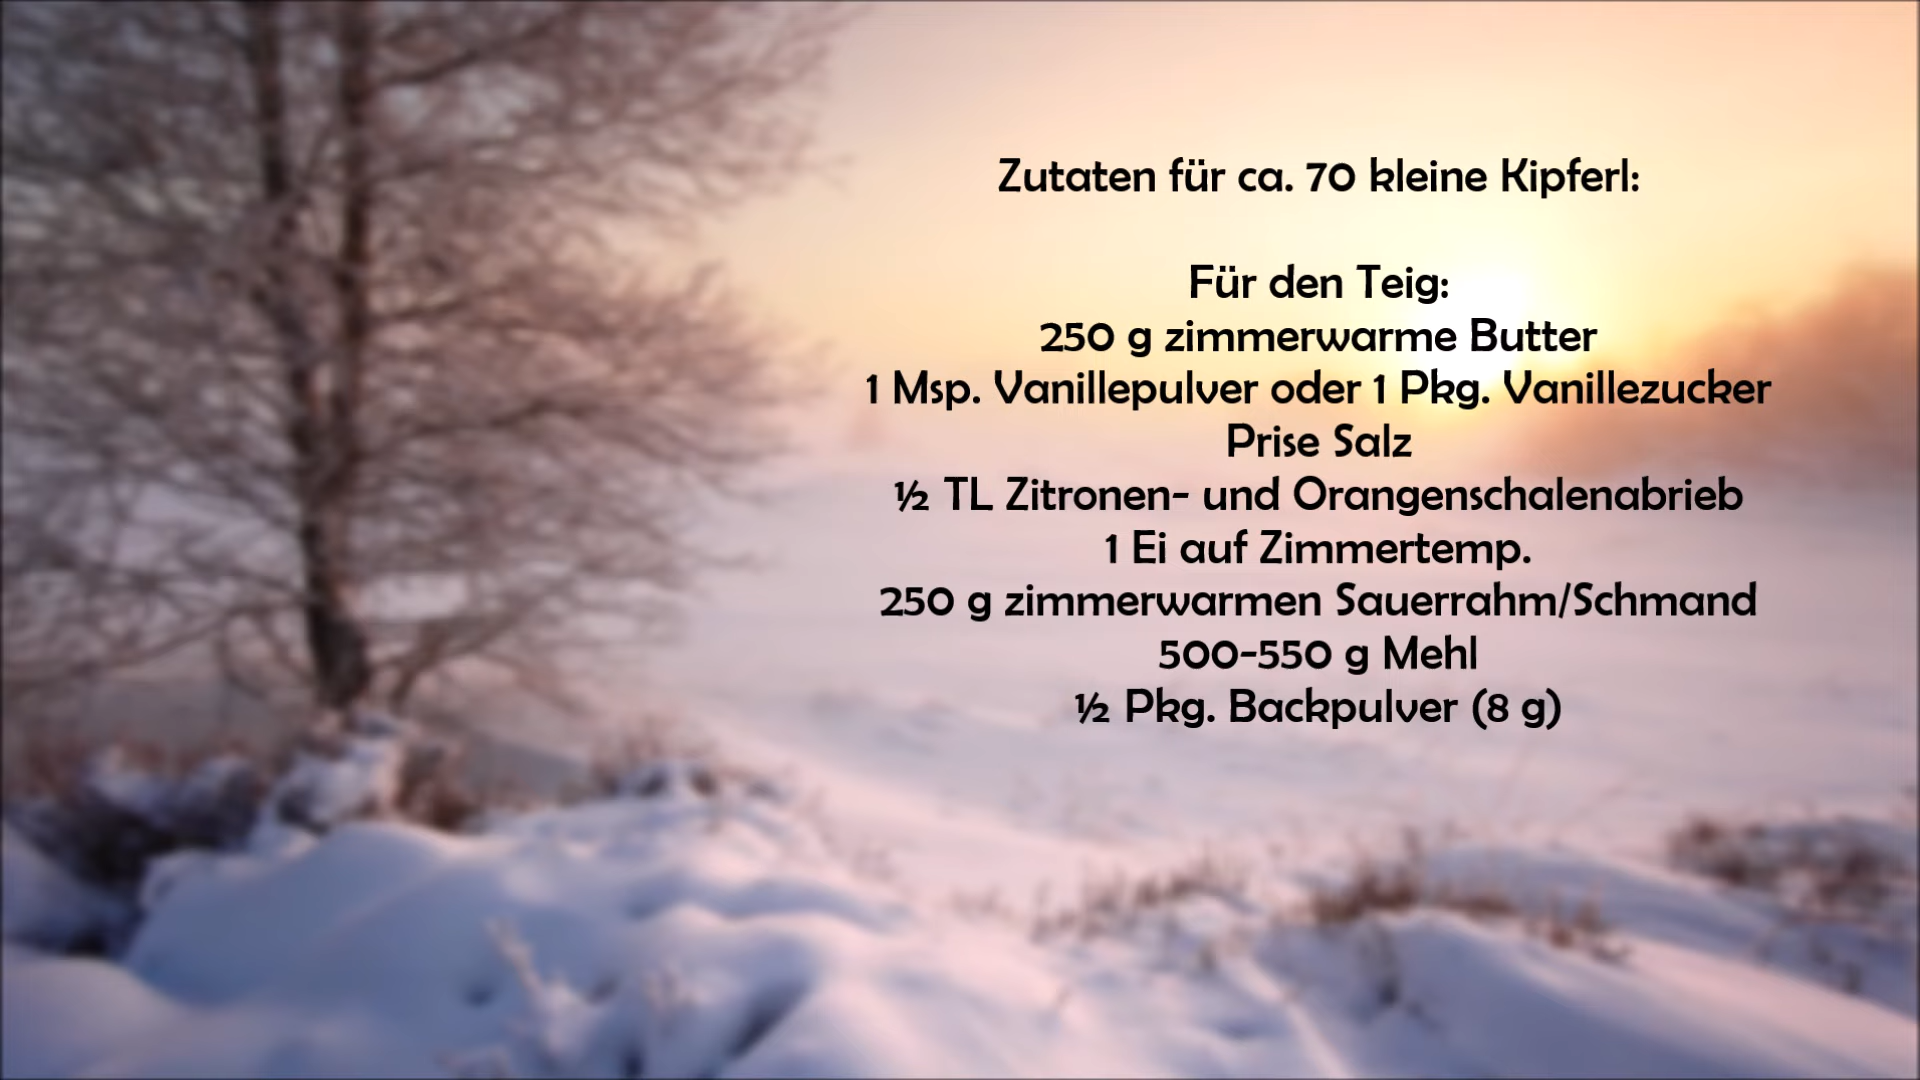 Zutaten für ca. 70 kleine Kipferl:
Für den Teig:
250 g zimmerwarme Butter
1 Msp. Vanillepulver oder 1 Pkg. Vanillezucker
Prise Salz
½ TL Zitronen- und Orangenschalenabrieb
1 Ei auf Zimmertemp.
250 g zimmerwarmen Sauerrahm/Schmand
500-550 g Mehl
½ Pkg. Backpulver (8 g)